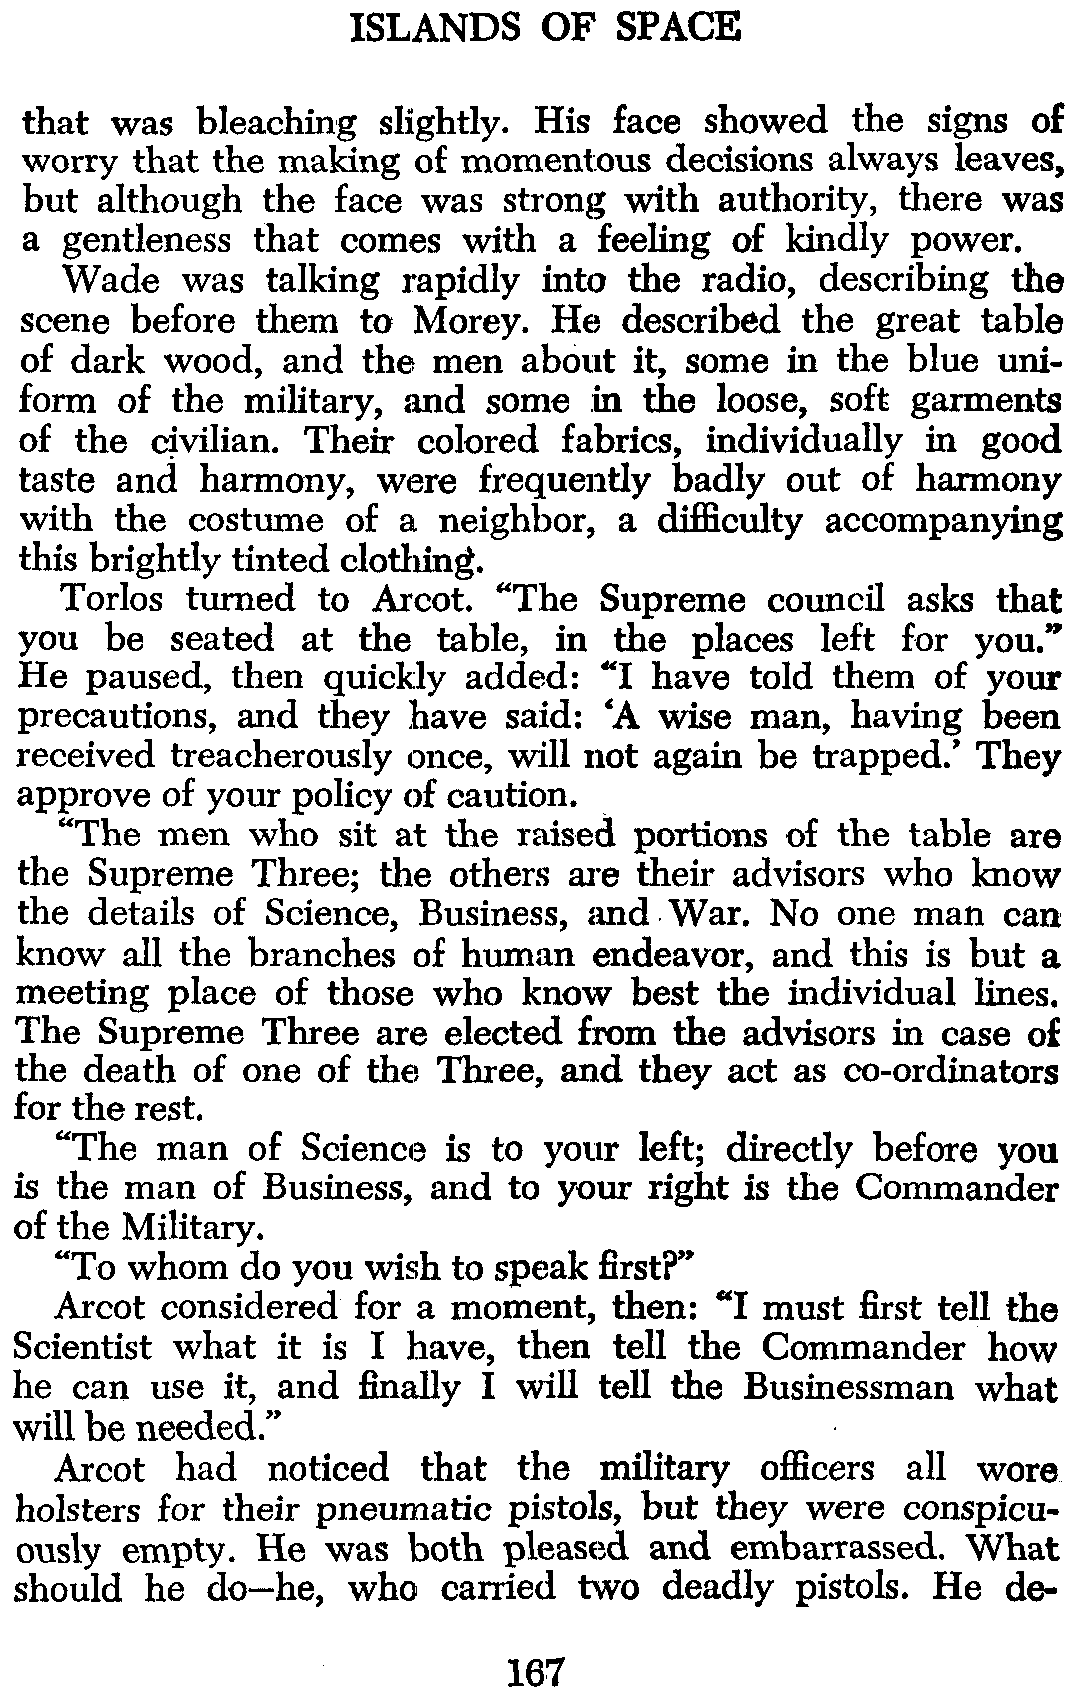 ISLANDS OF SPACE
that was bleaching slightly. His face showed the signs of
worry that the making of momentous decisions always leaves,
but although the face was strong with authority, there was
a gentleness that comes with a feeling of kindly power.
Wade was talking rapidly into the radio, describing the
scene before them to Morey. He described the great table
of dark wood, and the men about it, some in the blue uni-
form of the military, and some in the loose, soft garments
of the civilian. Their colored fabrics, individually in good
taste and harmony, were frequently badly out of harmony
with the costume of a neighbor, a difficulty accompanying
this brightly tinted clothing.
Torlos turned to Arcot. “The Supreme council asks that
you be seated at the table, in the places left for you.”
He paused, then quickly added: “I have told them of your
precautions, and they have said: ‘A wise man, having been
received treacherously once, will not again be trapped.’ They
approve of your policy of caution.
“The men who sit at the raised portions of the table are
the Supreme Three; the others are their advisors who know
the details of Science, Business, and War. No one man can
know all the branches of human endeavor, and this is but a
meeting place of those who know best the individual lines.
The Supreme Three are elected from the advisors in case of
the death of one of the Three, and they act as co-ordinators
for the rest.
“The man of Science is to your left; directly before you
is the man of Business, and to your right is the Commander
of the Military.
“To whom do you wish to speak first?”
Arcot considered for a moment, then: “I must first tell the
Scientist what it is I have, then tell the Commander how
he can use it, and finally I will tell the Businessman what
will be needed.”
Arcot had noticed that the military officers all wore
holsters for their pneumatic pistols, but they were conspicu-
ously empty. He was both pleased and embarrassed. What
should he do—he, who carried two deadly pistols. He de-
167